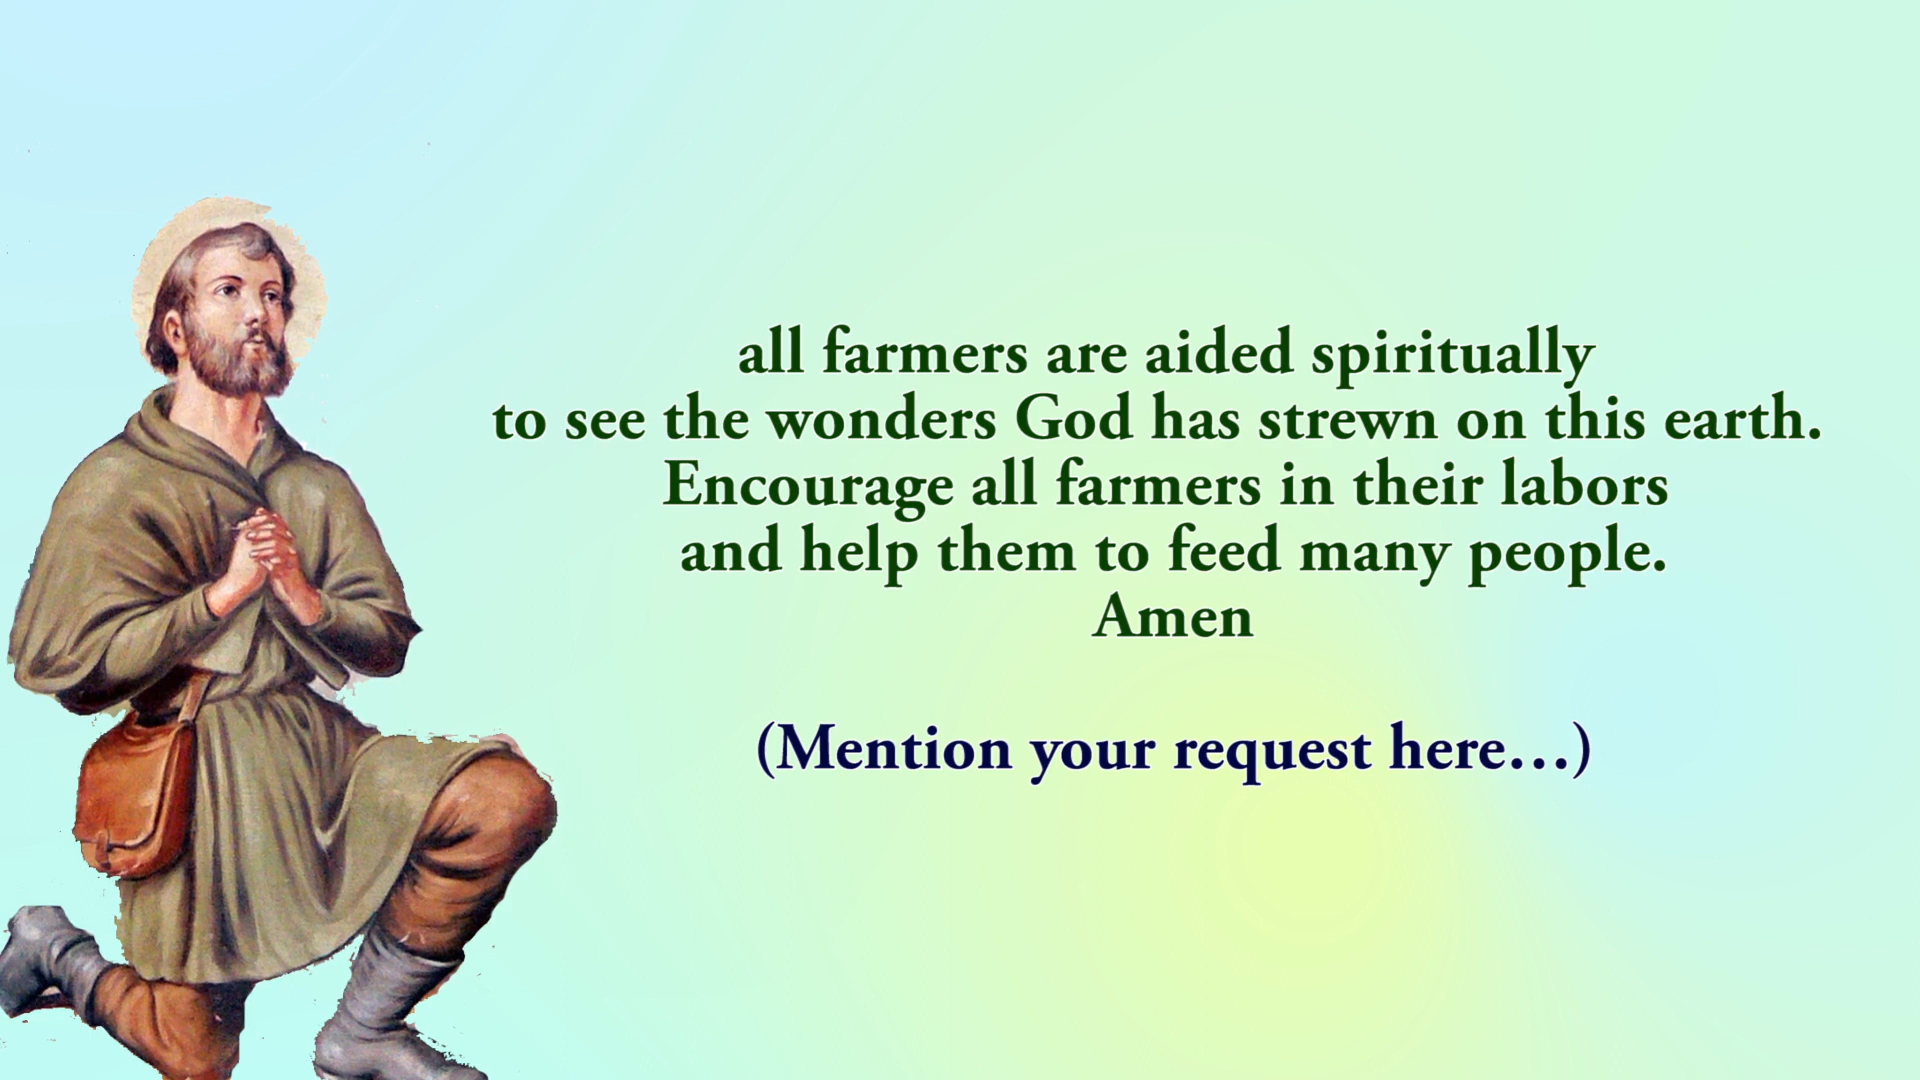 all farmers are aided spiritually
to see the wonders God has strewn on this earth.
Encourage all farmers in their labors
and help them to feed many people.
Amen
(Mention your request here...)